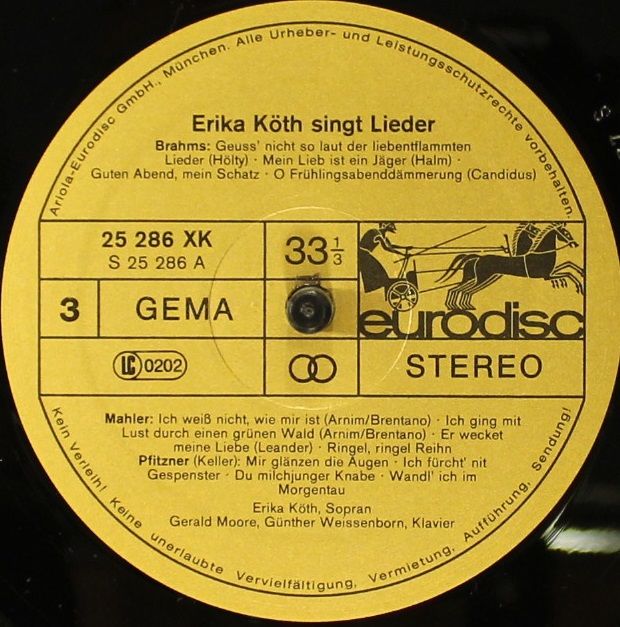 Ariola-Eurodisc GmbH., München. Alle Urheber- und Leistungsschutzrechte vorbehalten.
Erika Köth singt Lieder
Brahms: Geuss' nicht so laut der liebentflammten
Lieder (Hölty) · Mein Lieb ist ein Jäger (Halm) ·
Guten Abend, mein Schatz · O Frühlingsabenddämmerung (Candidus)
25 286 XK
S 25 286 A
33 1/3
3
GEMA
eurodisc
LC 0202
STEREO
Mahler: Ich weiß nicht, wie mir ist (Arnim/Brentano) · Ich ging mit
Lust durch einen grünen Wald (Arnim/Brentano) · Er wecket
meine Liebe (Leander) · Ringel, ringel Reihn
Pfitzner (Keller): Mir glänzen die Augen · Ich fürcht' nit
Gespenster · Du milchjunger Knabe · Wandl' ich im
Morgentau
Erika Köth, Sopran
Gerald Moore, Günther Weissenborn, Klavier
Kein Verleih! Keine unerlaubte Vervielfältigung, Vermietung, Aufführung, Sendung!